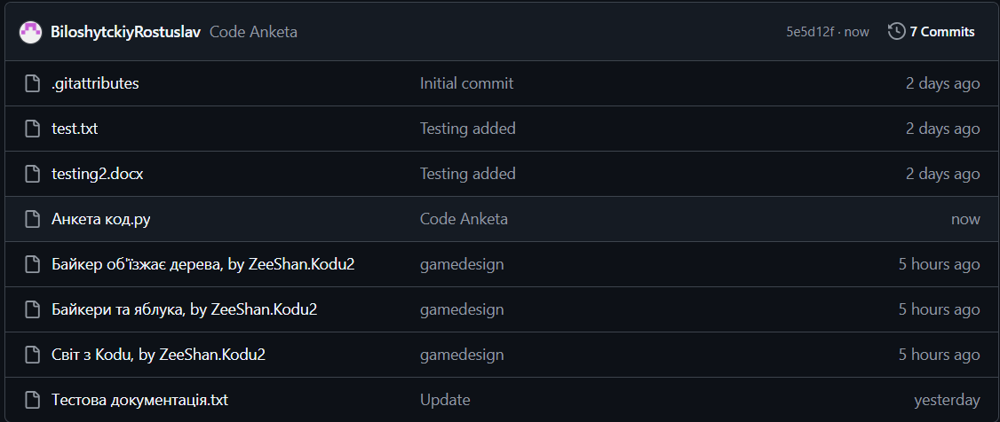 BiloshytckiyRostuslav Code Anketa 5e5d12f · now 7 Commits
.gitattributes Initial commit 2 days ago
test.txt Testing added 2 days ago
testing2.docx Testing added 2 days ago
Анкета код.py Code Anketa now
Байкер об'їзжає дерева, by ZeeShan.Kodu2 gamedesign 5 hours ago
Байкери та яблука, by ZeeShan.Kodu2 gamedesign 5 hours ago
Світ з Kodu, by ZeeShan.Kodu2 gamedesign 5 hours ago
Тестова документація.txt Update yesterday